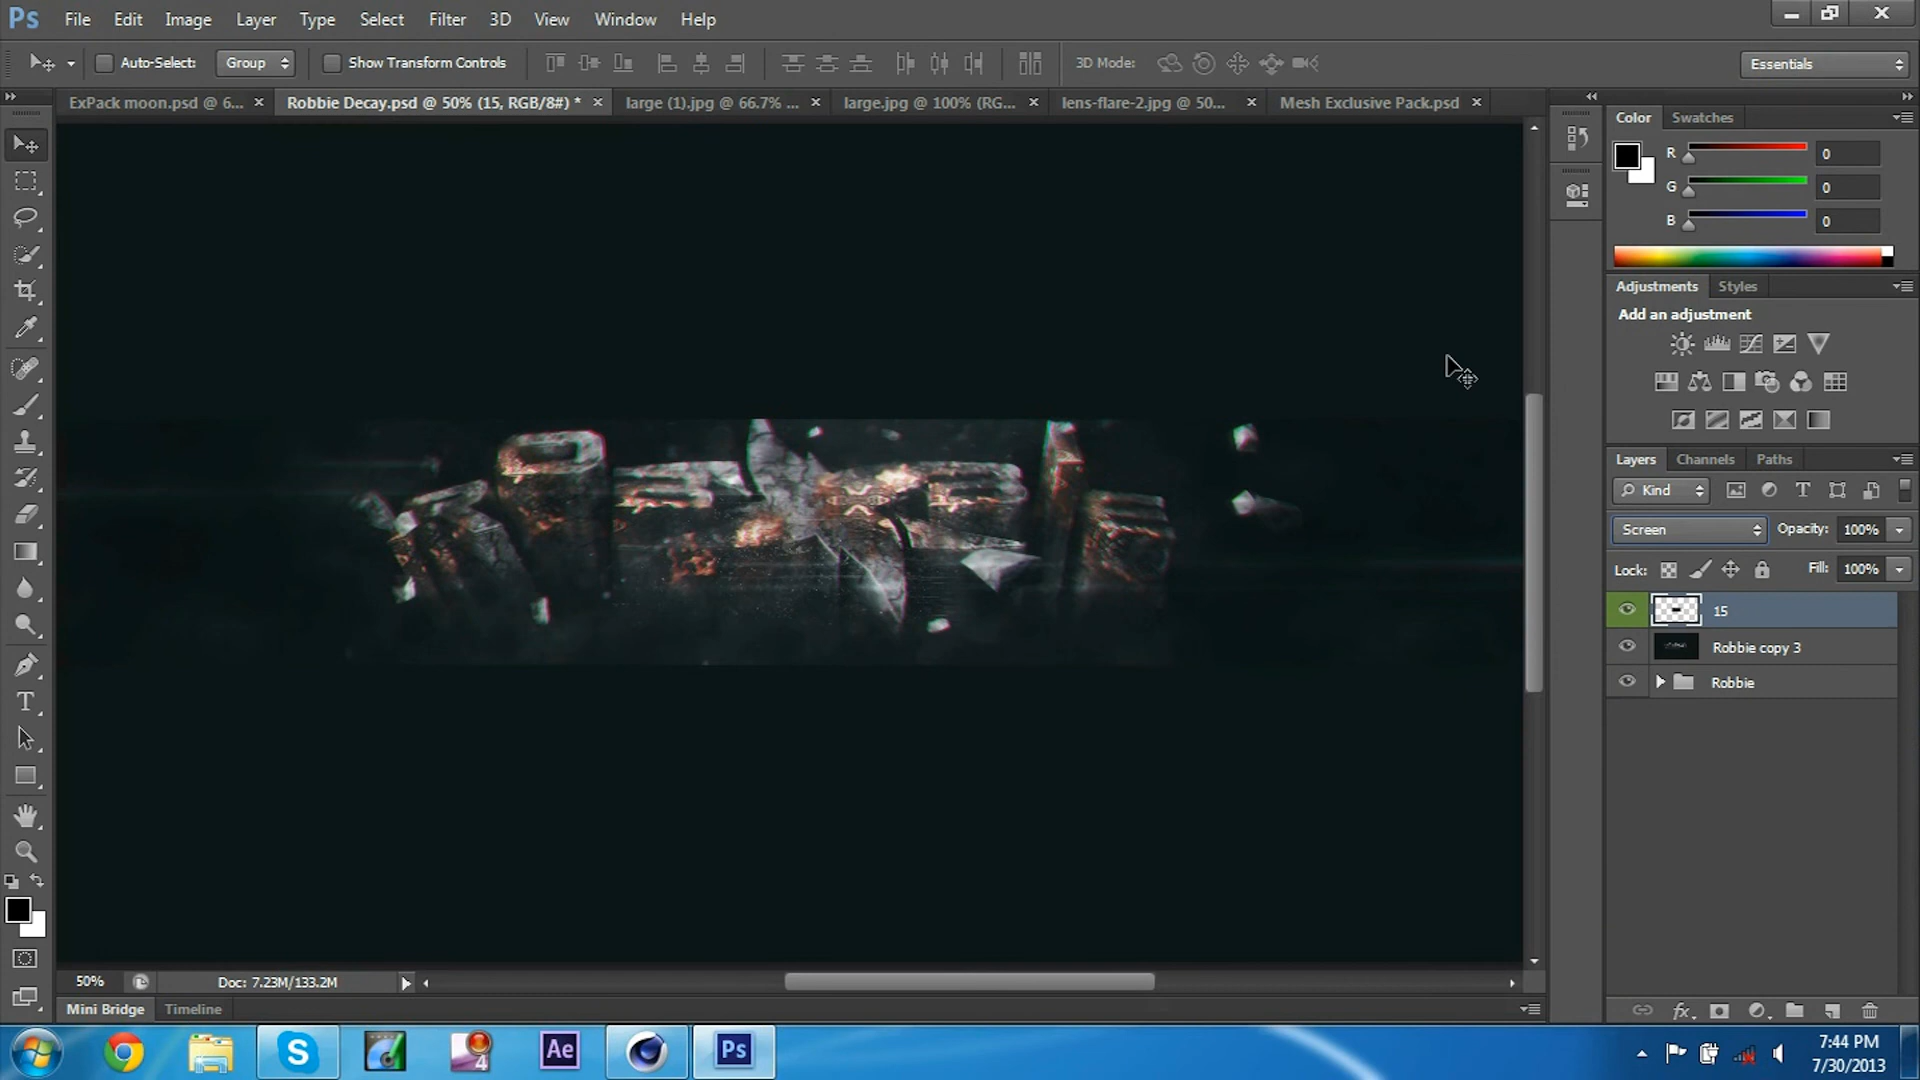 Ps File Edit Image Layer Type Select Filter 3D View Window Help
Auto-Select: Group Show Transform Controls 3D Mode: Essentials
ExPack moon.psd @ 6... Robbie Decay.psd @ 50% (15, RGB/8#) * large (1).jpg @ 66.7% ... large.jpg @ 100% (RG... lens-flare-2.jpg @ 50... Mesh Exclusive Pack.psd
Color Swatches
R 0
G 0
B 0
Adjustments Styles
Add an adjustment
Layers Channels Paths
Kind
Screen Opacity: 100%
Lock: Fill: 100%
15
Robbie copy 3
Robbie
50% Doc: 7.23M/133.2M
Mini Bridge Timeline
4 Ae Ps
7:44 PM
7/30/2013